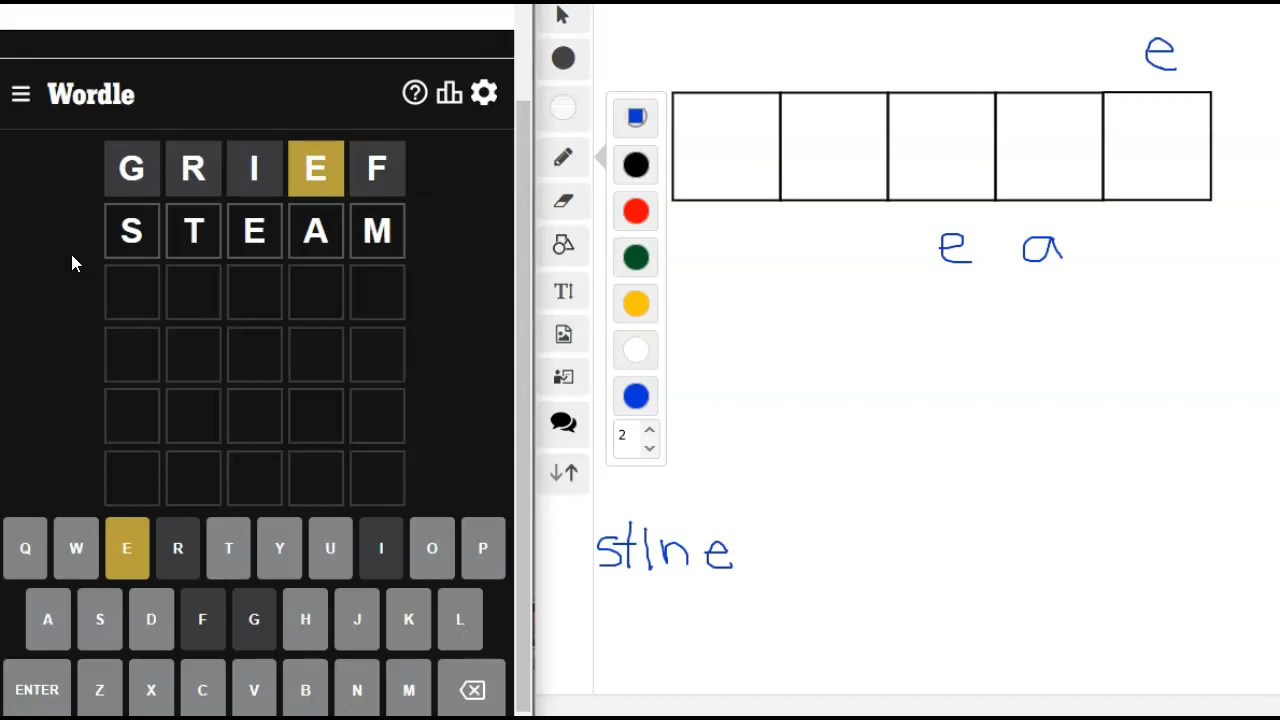 Wordle
G R I E F
S T E A M
Q W E R T Y U I O P
A S D F G H J K L
ENTER Z X C V B N M
e
e a
T
2
stlne